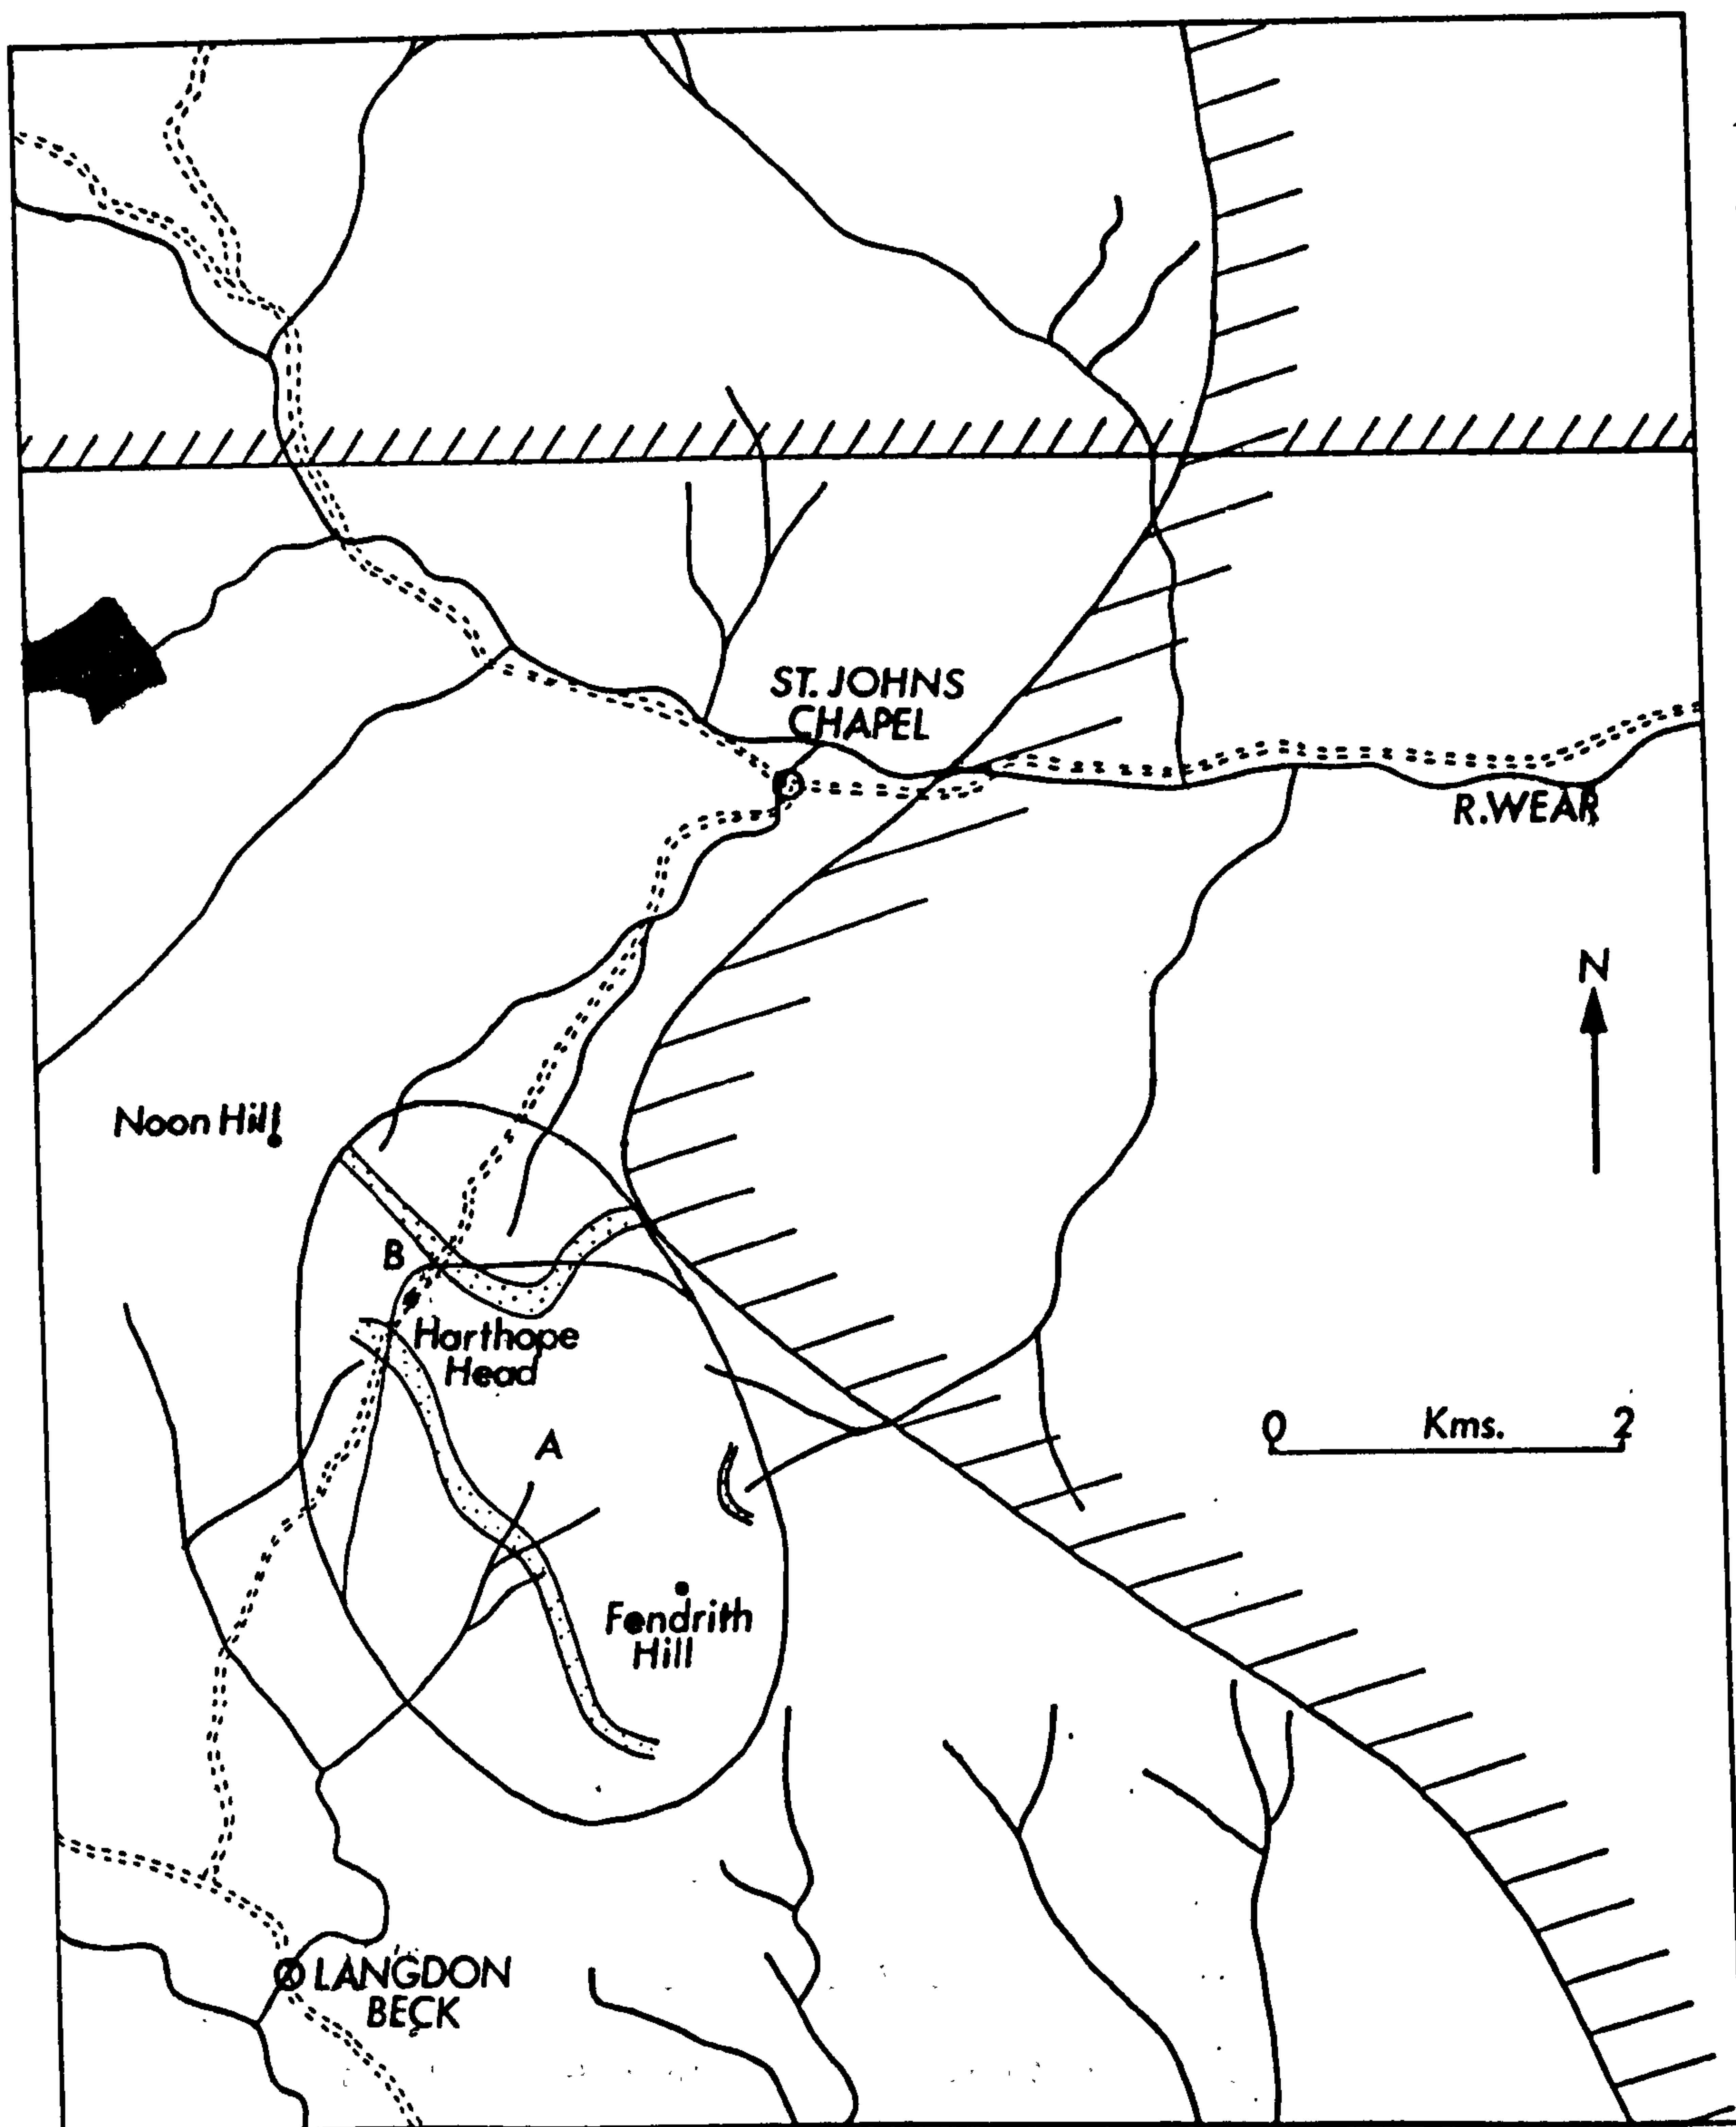 ST. JOHNS
CHAPEL
R.WEAR
N
Noon Hill
B
Harthope
Head
0 Kms. 2
A
Fendrith
Hill
LANGDON
BECK